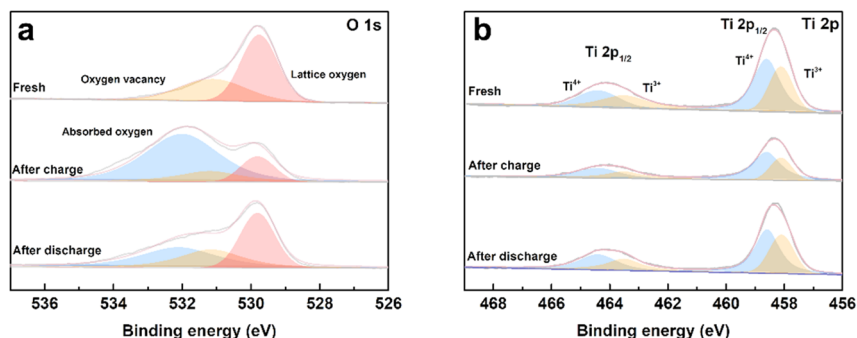 a
O 1s
Fresh
Oxygen vacancy
Lattice oxygen
Absorbed oxygen
After charge
After discharge
536 534 532 530 528 526
Binding energy (eV)
b
Ti 2p1/2 Ti 2p
Ti 2p1/2
Ti4+ Ti3+
Ti4+ Ti3+
Fresh
After charge
After discharge
468 466 464 462 460 458 456
Binding energy (eV)